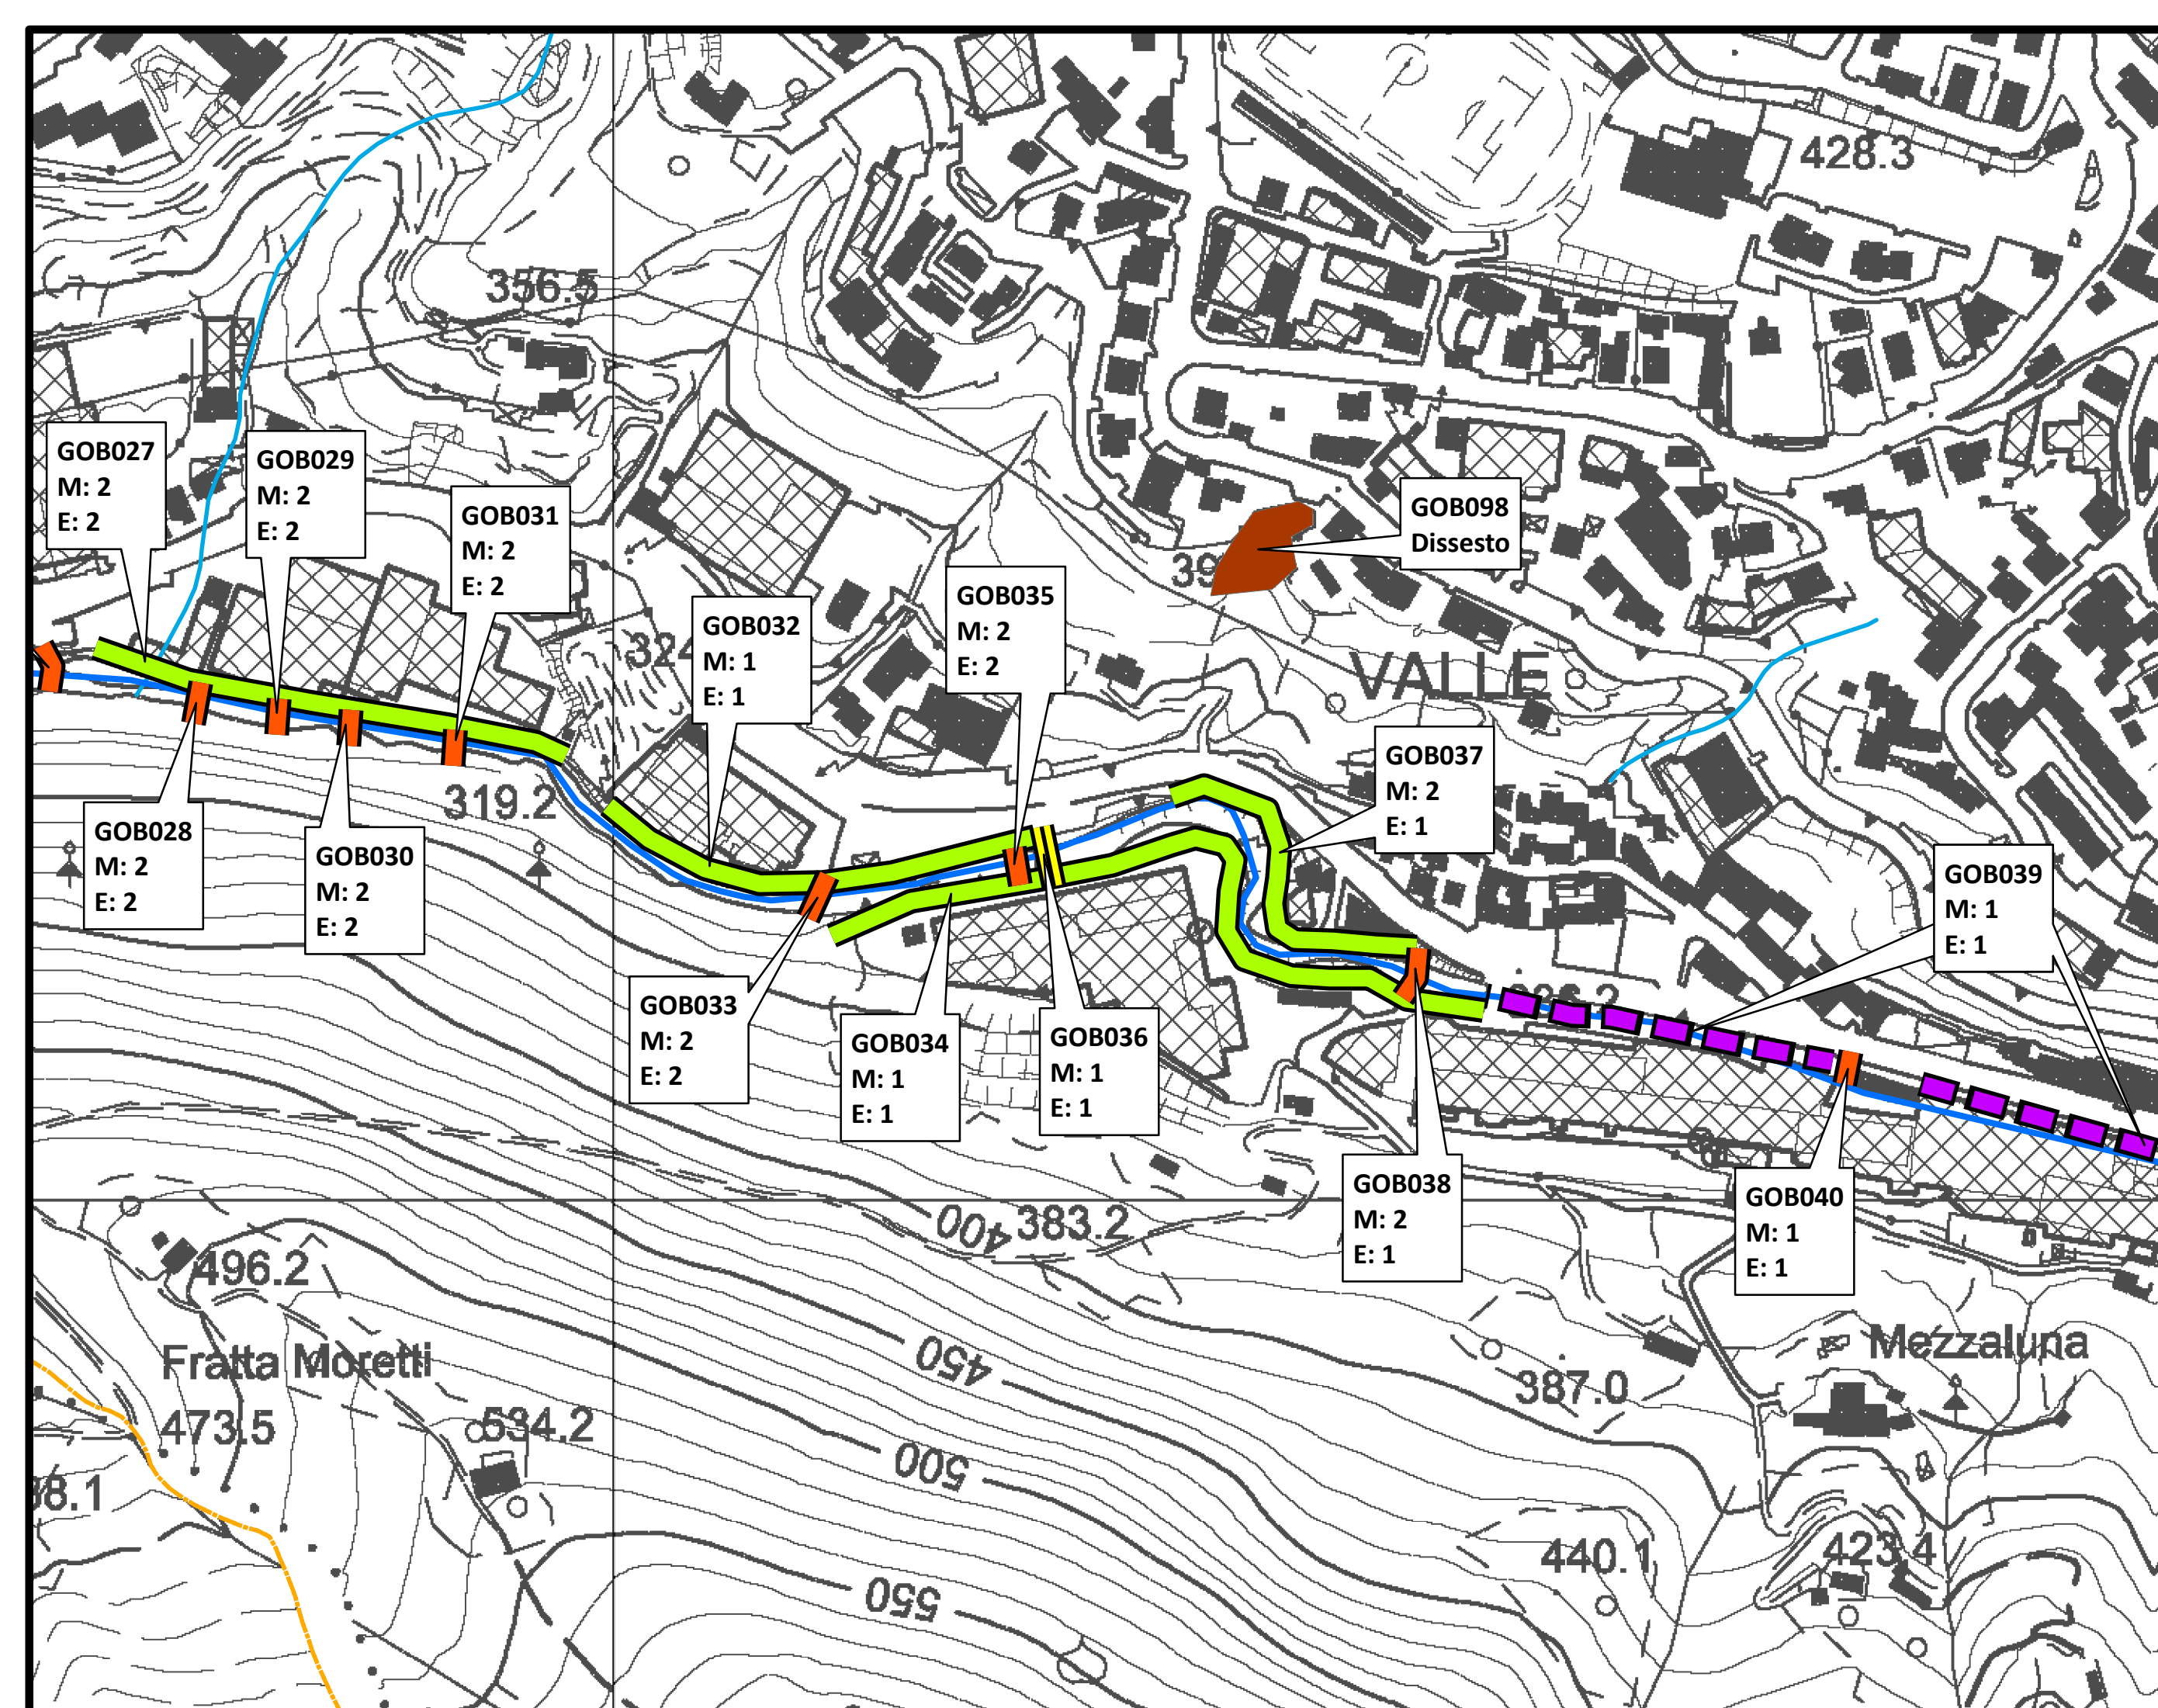 428.3
356.5
GOB027
M: 2
E: 2
GOB029
M: 2
E: 2
GOB031
M: 2
E: 2
GOB098
Dissesto
GOB032
M: 1
E: 1
GOB035
M: 2
E: 2
VALLE
GOB037
M: 2
E: 1
319.2
GOB028
M: 2
E: 2
GOB030
M: 2
E: 2
GOB039
M: 1
E: 1
GOB033
M: 2
E: 2
GOB034
M: 1
E: 1
GOB036
M: 1
E: 1
GOB038
M: 2
E: 1
GOB040
M: 1
E: 1
400
383.2
496.2
Fratta Moretti
473.5
534.2
450
387.0
Mezzaluna
500
440.1
423.4
550